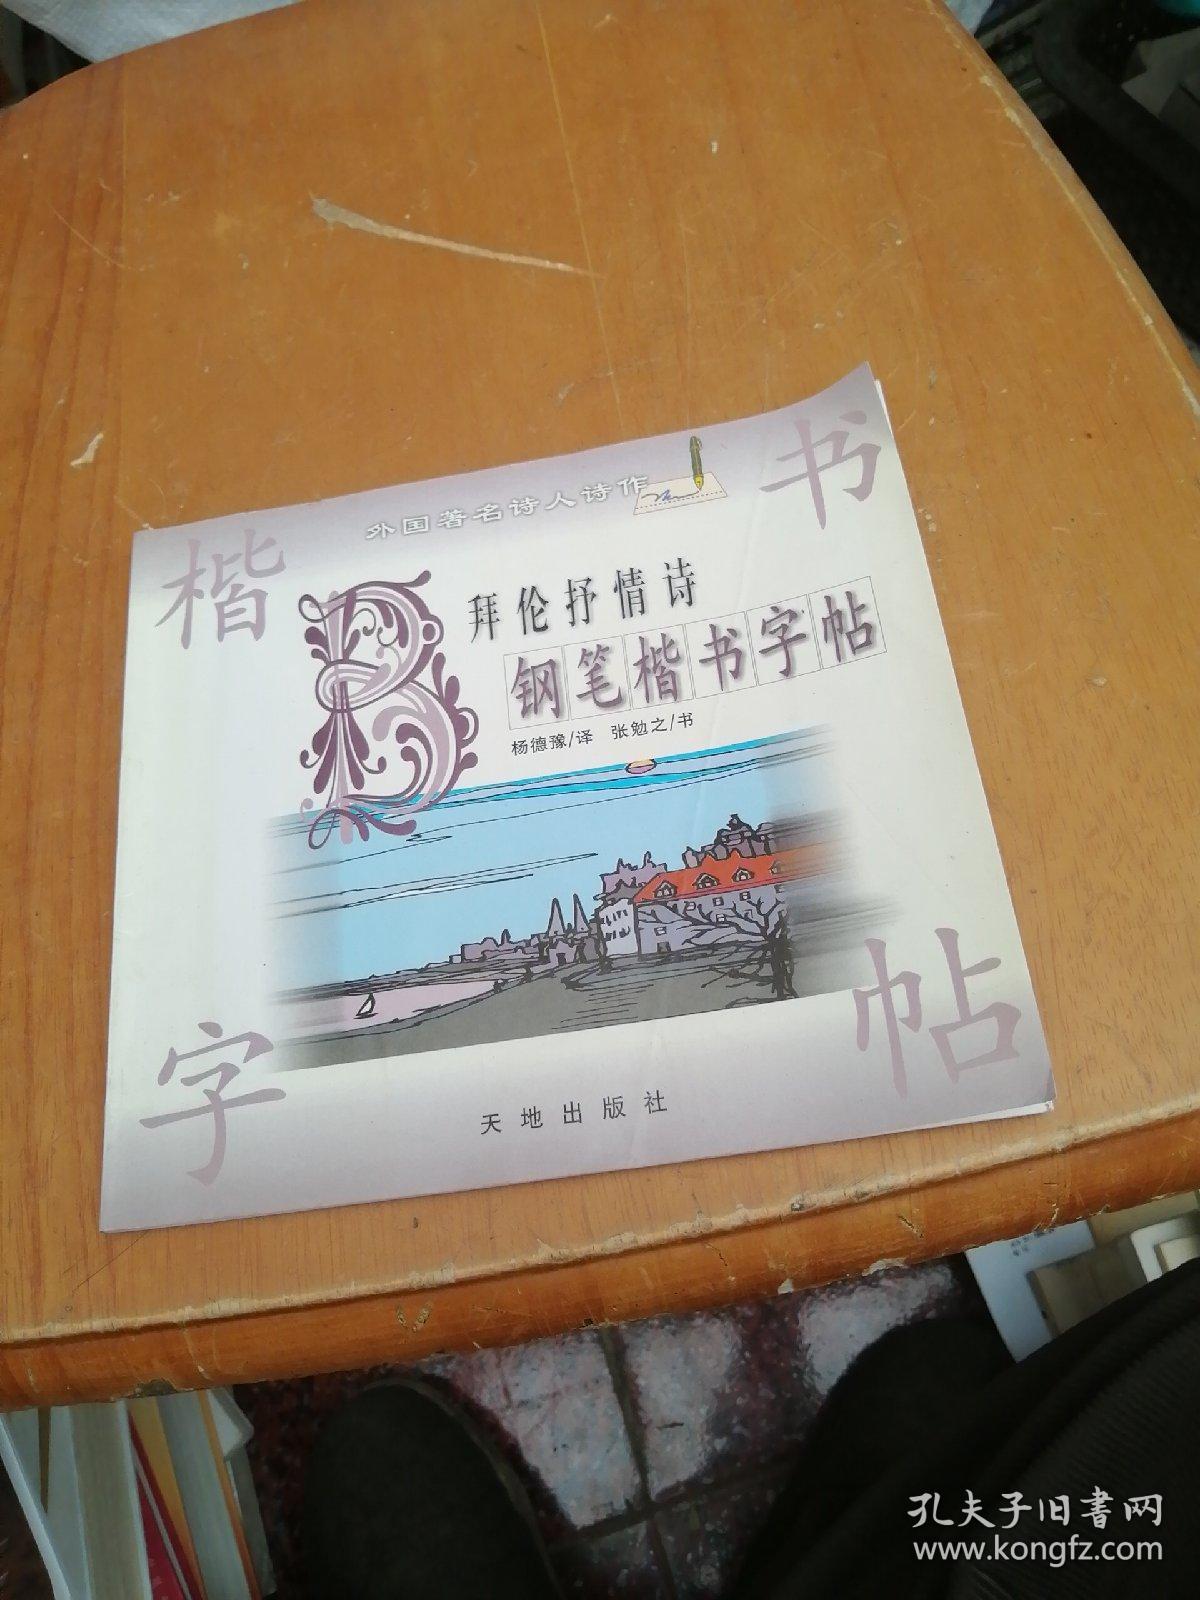 外国著名诗人诗作
楷
书
B
拜伦抒情诗
钢笔楷书字帖
杨德豫/译 张勉之/书
字
帖
天地出版社
孔夫子旧書网
www.kongfz.com